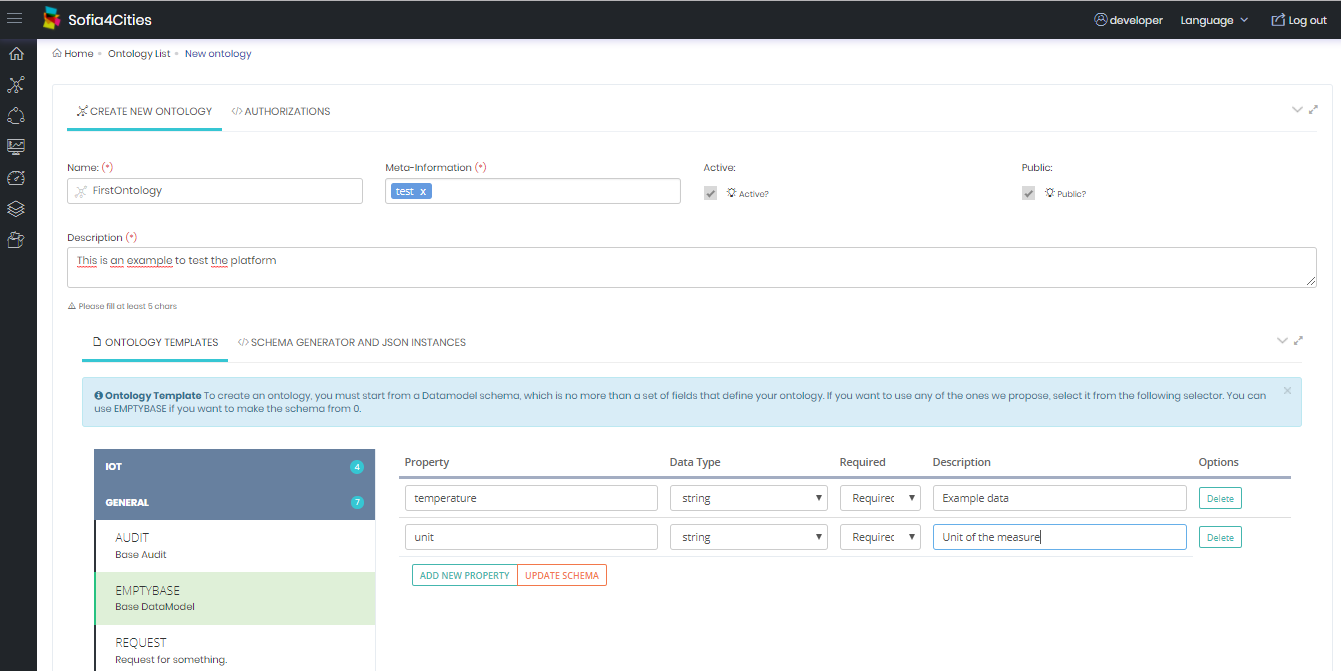 Sofia4Cities
developer Language Log out
Home Ontology List New ontology
CREATE NEW ONTOLOGY </> AUTHORIZATIONS
Name: (*) Meta-Information (*) Active: Public:
FirstOntology test x Active? Public?
Description (*)
This is an example to test the platform
Please fill at least 5 chars
ONTOLOGY TEMPLATES </> SCHEMA GENERATOR AND JSON INSTANCES
Ontology Template To create an ontology, you must start from a Datamodel schema, which is no more than a set of fields that define your ontology. If you want to use any of the ones we propose, select it from the following selector. You can
use EMPTYBASE if you want to make the schema from 0.
×
IOT 4
GENERAL 7
AUDIT
Base Audit
EMPTYBASE
Base DataModel
REQUEST
Request for something.
Property Data Type Required Description Options
temperature string Required Example data Delete
unit string Required Unit of the measure Delete
ADD NEW PROPERTY UPDATE SCHEMA